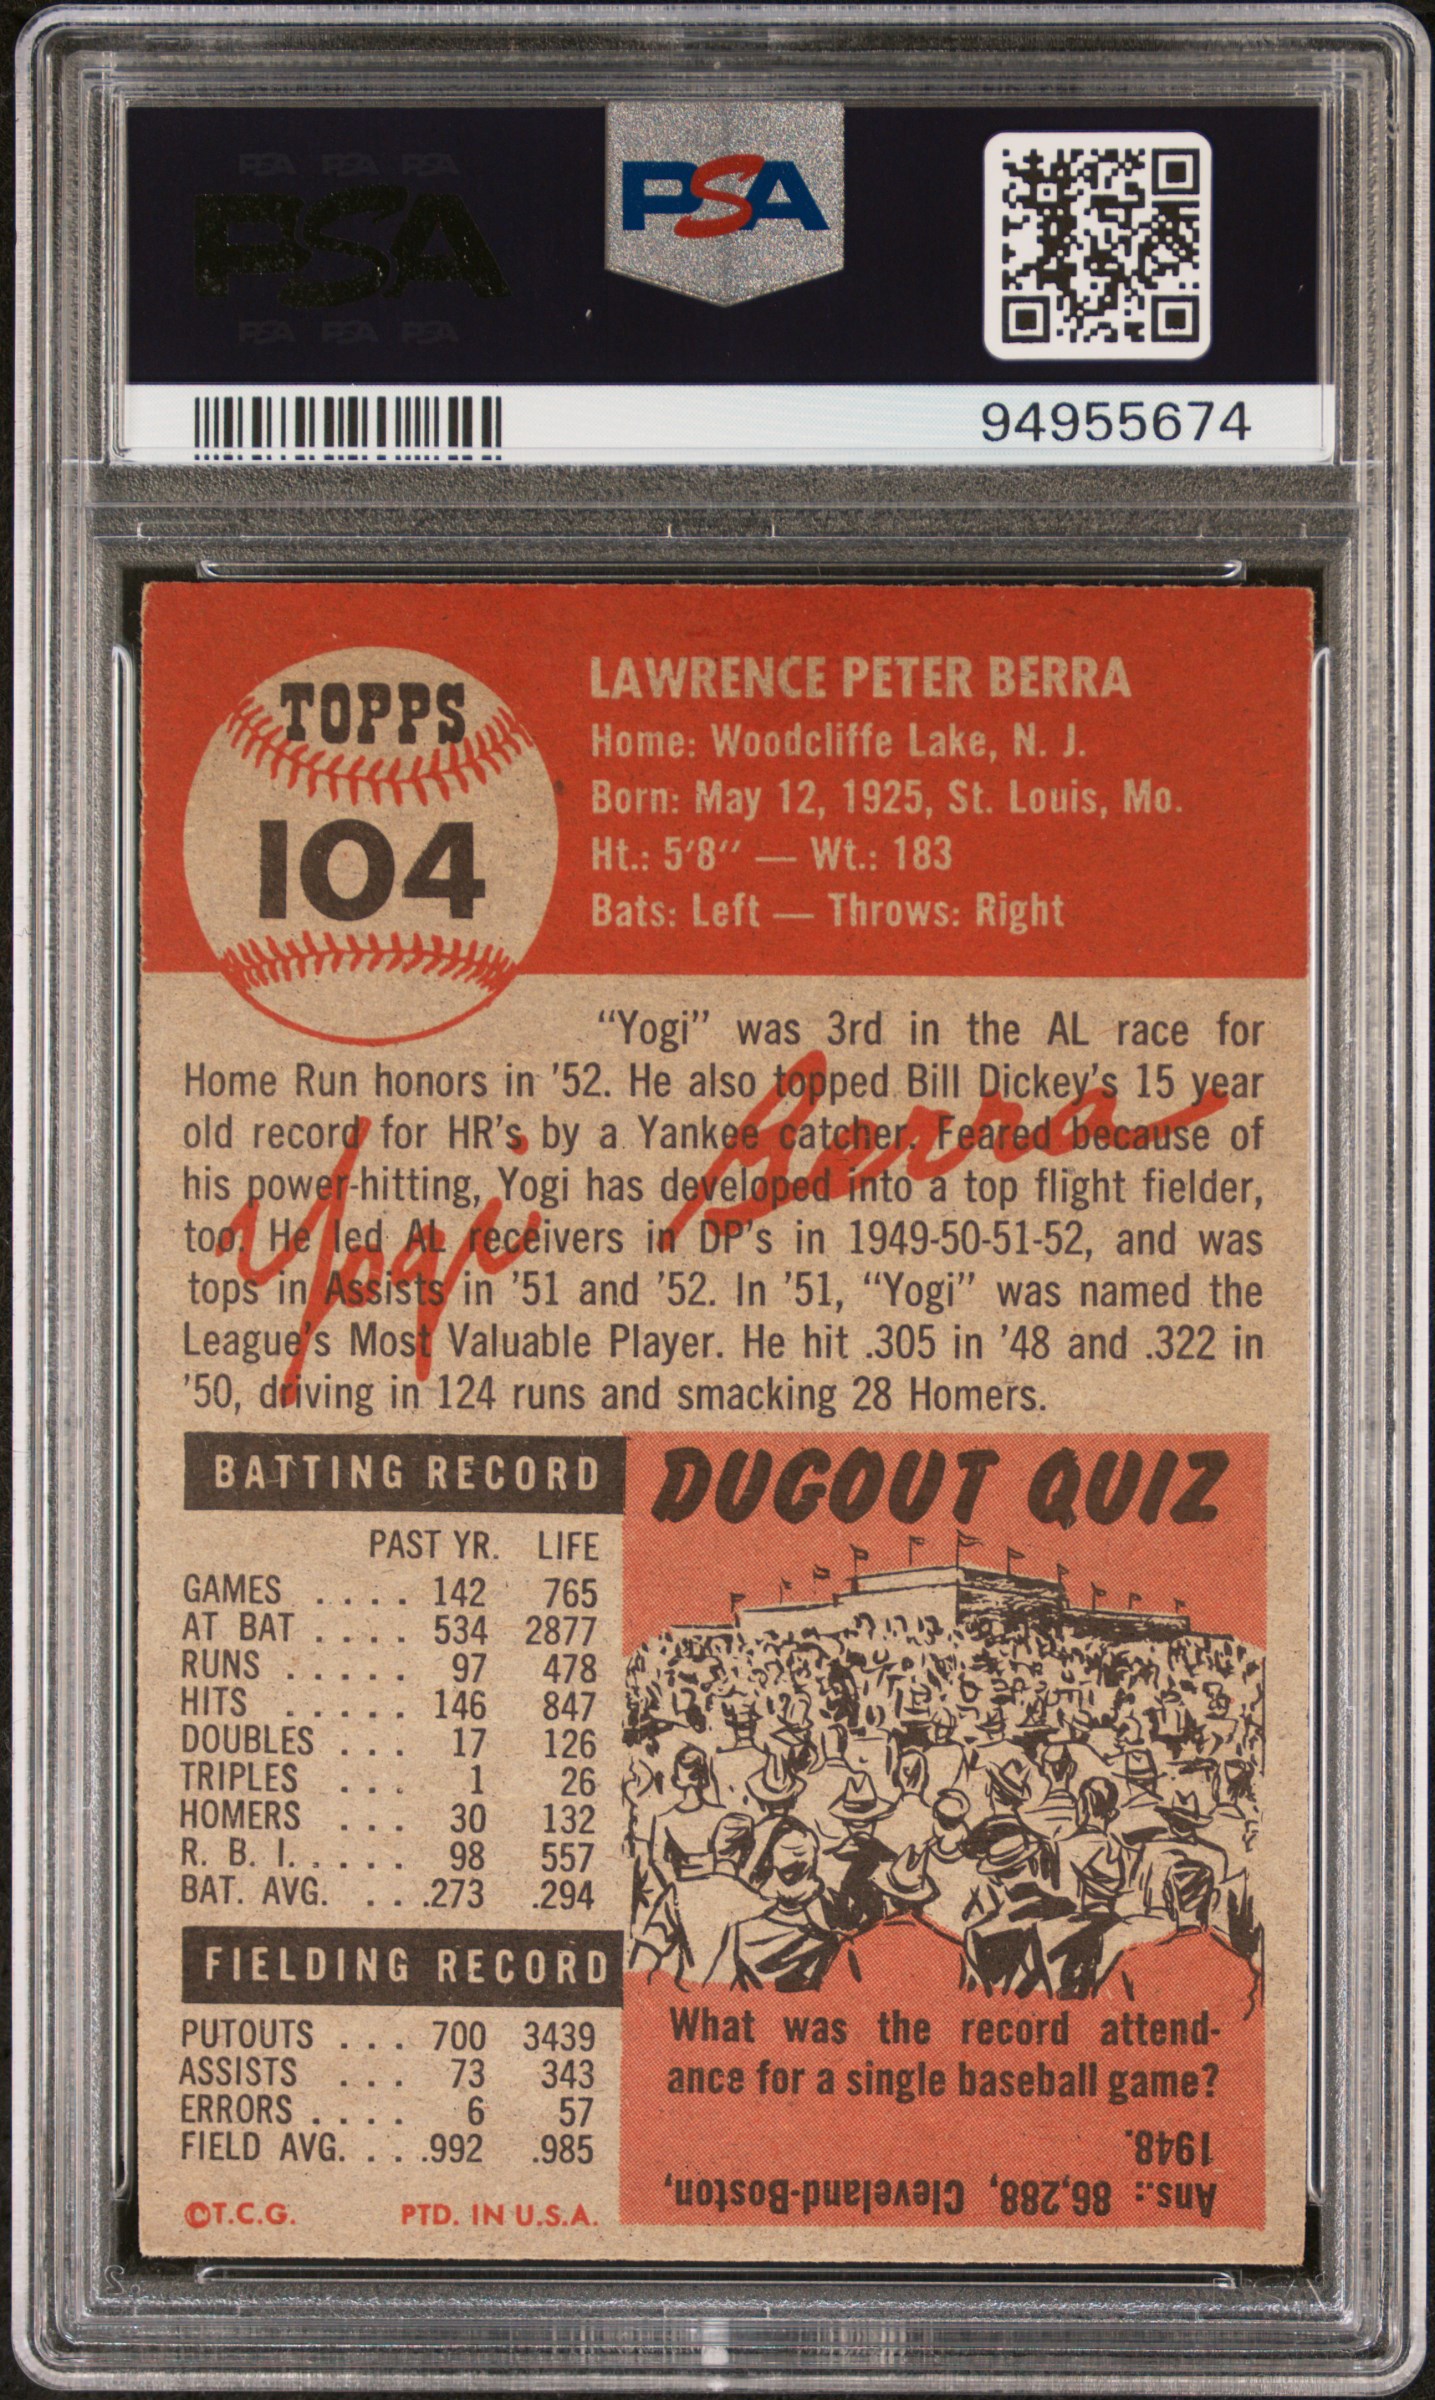 PSA PSA PSA
PSA
PSA PSA PSA
PSA
94955674
TOPPS
104
LAWRENCE PETER BERRA
Home: Woodcliffe Lake, N. J.
Born: May 12, 1925, St. Louis, Mo.
Ht.: 5'8'' — Wt.: 183
Bats: Left — Throws: Right
“Yogi” was 3rd in the AL race for
Home Run honors in ’52. He also topped Bill Dickey’s 15 year
old record for HR’s by a Yankee catcher. Feared because of
his power-hitting, Yogi has developed into a top flight fielder,
too. He led AL receivers in DP’s in 1949-50-51-52, and was
tops in Assists in ’51 and ’52. In ’51, “Yogi” was named the
League’s Most Valuable Player. He hit .305 in ’48 and .322 in
’50, driving in 124 runs and smacking 28 Homers.
Yogi Berra
BATTING RECORD
PAST YR. LIFE
GAMES . . . . 142 765
AT BAT . . . . 534 2877
RUNS . . . . . 97 478
HITS . . . . . 146 847
DOUBLES . . . 17 126
TRIPLES . . . 1 26
HOMERS . . . 30 132
R. B. I. . . . . 98 557
BAT. AVG. . . .273 .294
FIELDING RECORD
PUTOUTS . . . 700 3439
ASSISTS . . . 73 343
ERRORS . . . . 6 57
FIELD AVG. . . .992 .985
©T.C.G. PTD. IN U.S.A.
DUGOUT QUIZ
What was the record attend-
ance for a single baseball game?
Ans.: 86,288, Cleveland-Boston,
1948.